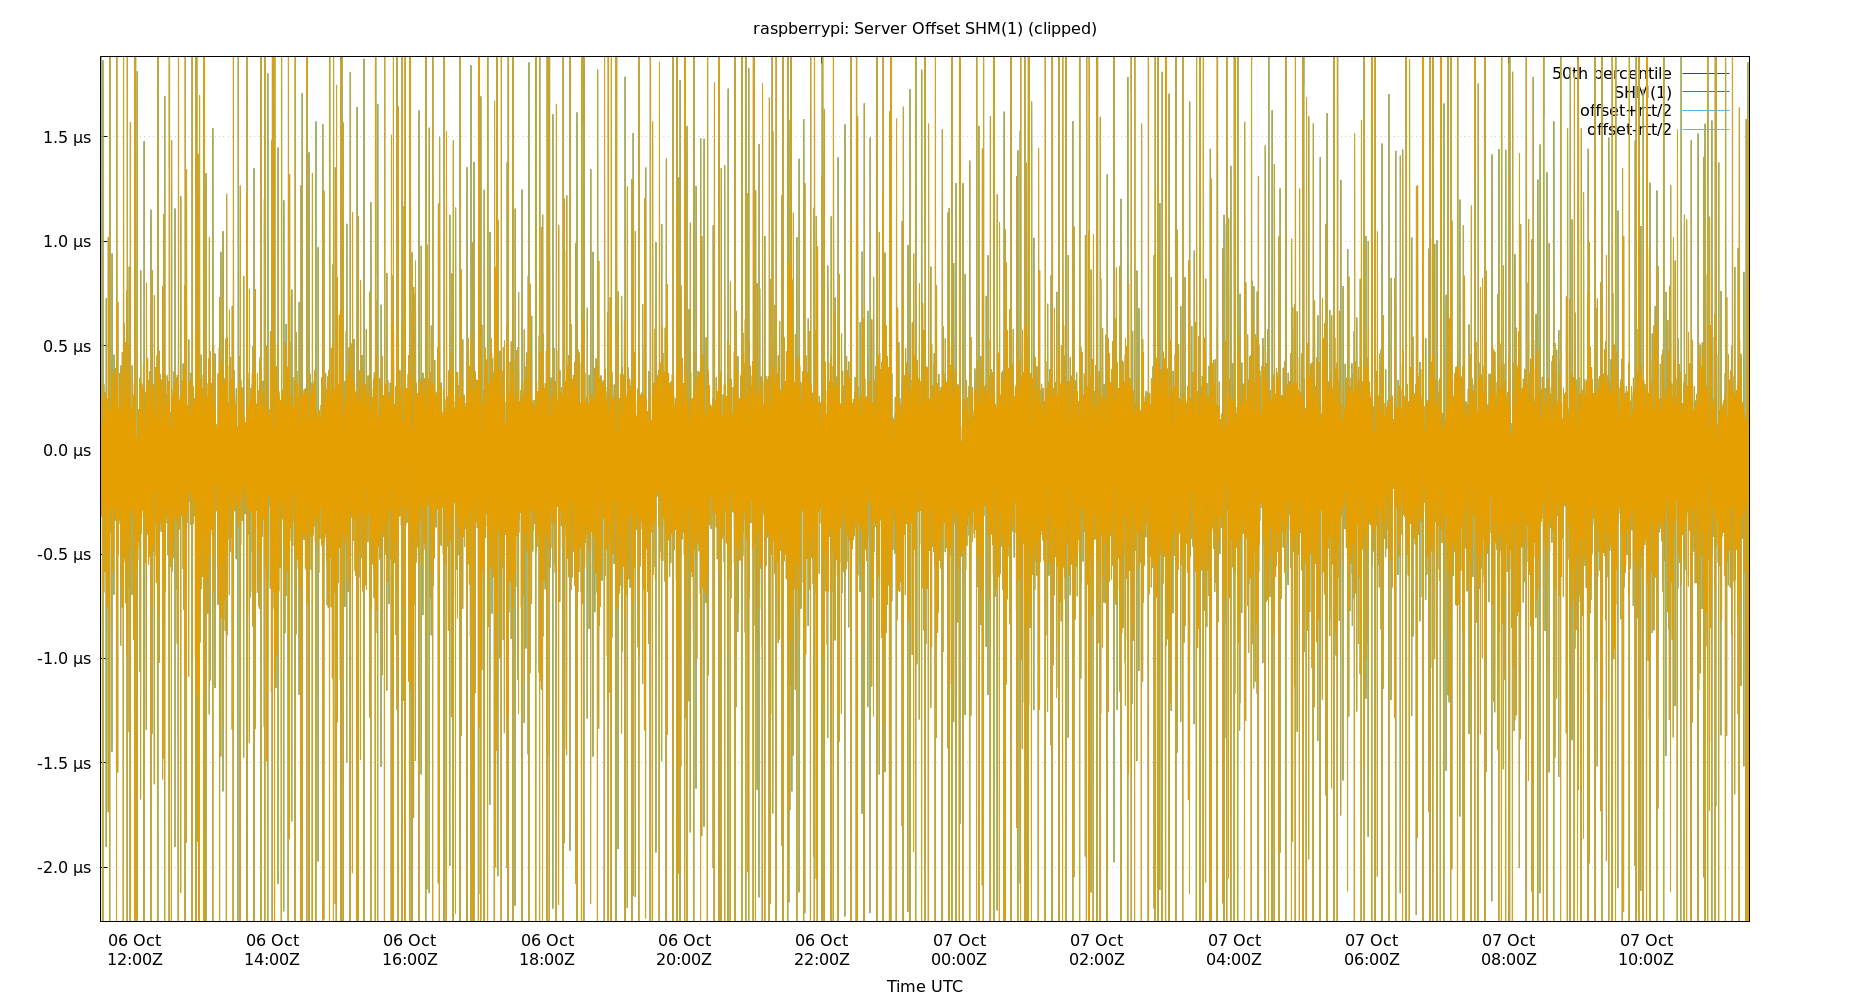 raspberrypi: Server Offset SHM(1) (clipped)
50th percentile
SHM(1)
offset+rtt/2
offset-rtt/2
1.5 µs
1.0 µs
0.5 µs
0.0 µs
-0.5 µs
-1.0 µs
-1.5 µs
-2.0 µs
06 Oct 06 Oct 06 Oct 06 Oct 06 Oct 06 Oct 07 Oct 07 Oct 07 Oct 07 Oct 07 Oct 07 Oct
12:00Z 14:00Z 16:00Z 18:00Z 20:00Z 22:00Z 00:00Z 02:00Z 04:00Z 06:00Z 08:00Z 10:00Z
Time UTC